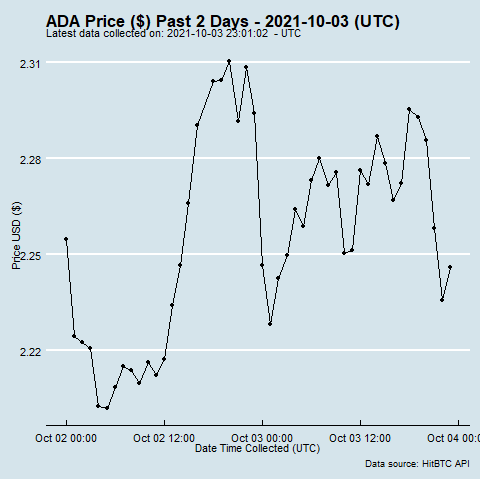 ADA Price ($) Past 2 Days - 2021-10-03 (UTC)
Latest data collected on: 2021-10-03 23:01:02 - UTC
2.31
2.28
2.25
2.22
Price USD ($)
Oct 02 00:00
Oct 02 12:00
Oct 03 00:00
Oct 03 12:00
Oct 04 00:00
Date Time Collected (UTC)
Data source: HitBTC API